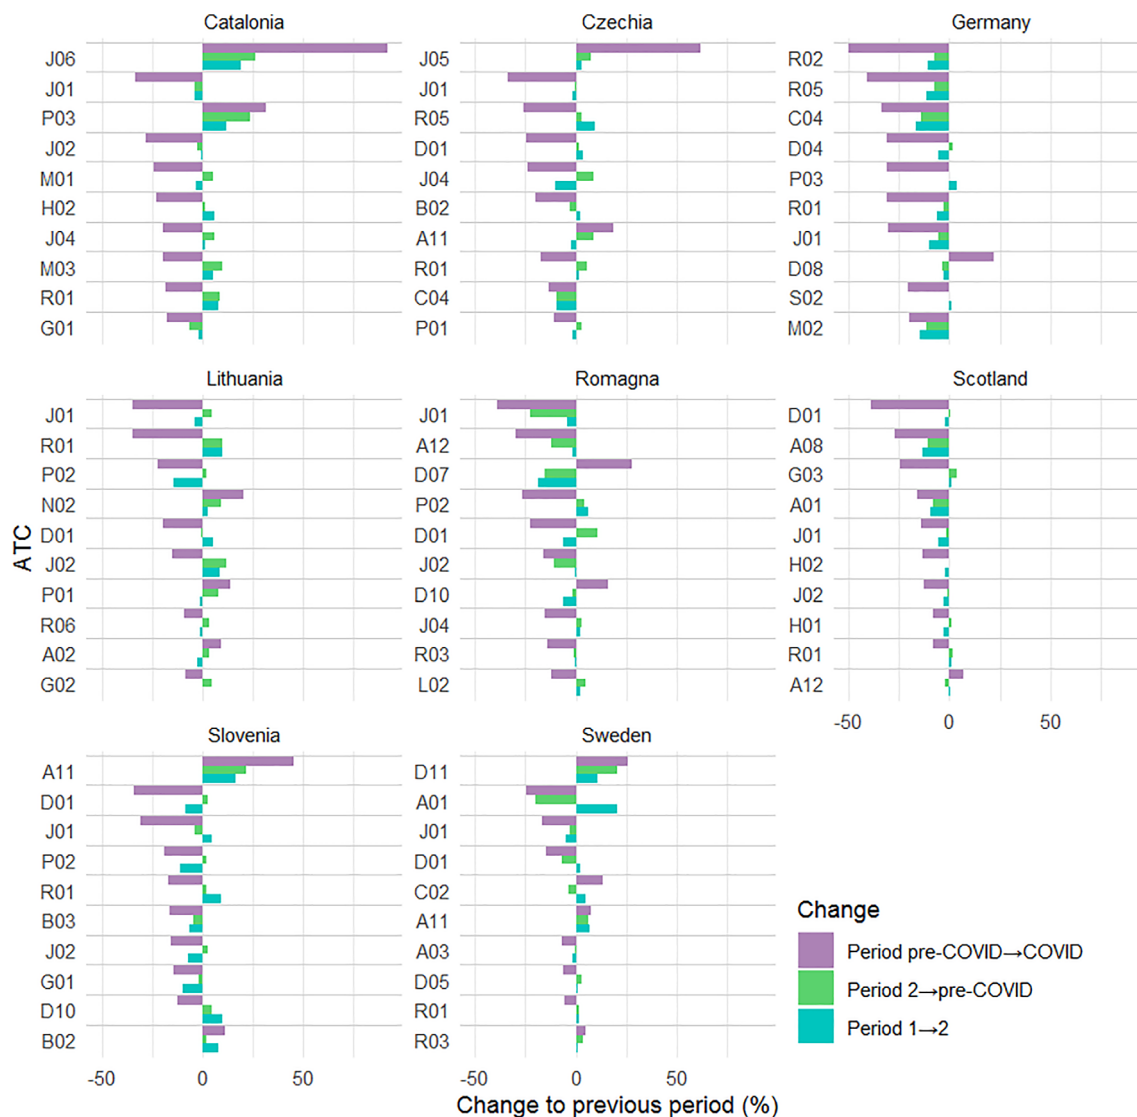 Catalonia
J06
J01
P03
J02
M01
H02
J04
M03
R01
G01
Czechia
J05
J01
R05
D01
J04
B02
A11
R01
C04
P01
Germany
R02
R05
C04
D04
P03
R01
J01
D08
S02
M02
ATC
Lithuania
J01
R01
P02
N02
D01
J02
P01
R06
A02
G02
Romagna
J01
A12
D07
P02
D01
J02
D10
J04
R03
L02
Scotland
D01
A08
G03
A01
J01
H02
J02
H01
R01
A12
-50 0 50
Slovenia
A11
D01
J01
P02
R01
B03
J02
G01
D10
B02
-50 0 50
Sweden
D11
A01
J01
D01
C02
A11
A03
D05
R01
R03
-50 0 50
Change to previous period (%)
Change
Period pre-COVID→COVID
Period 2→pre-COVID
Period 1→2